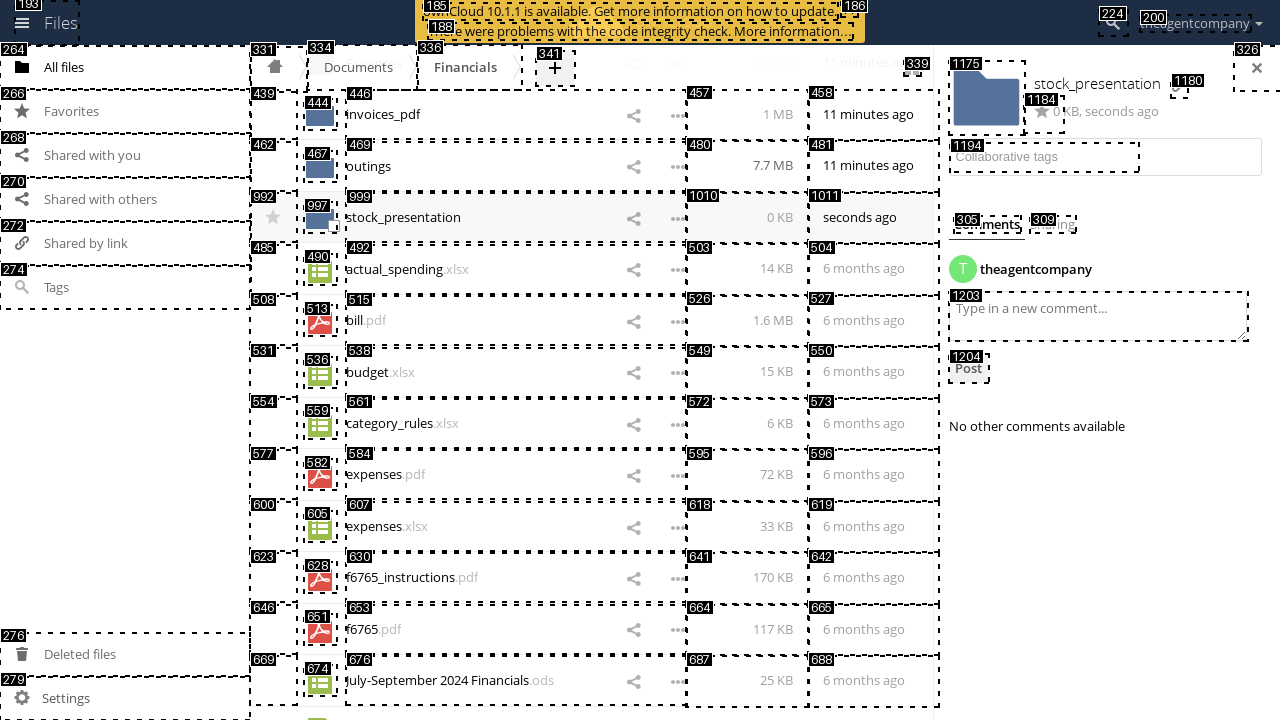 193
Files
185
ownCloud 10.1.1 is available. Get more information on how to update.
186
188
There were problems with the code integrity check. More information…
224
200
theagentcompany
264
All files
266
Favorites
268
Shared with you
270
Shared with others
272
Shared by link
274
Tags
276
Deleted files
279
Settings
331
334
Documents
336
Financials
341
+
11 minutes ago
339
326
439
444
446
invoices_pdf
457
1 MB
458
11 minutes ago
462
467
469
outings
480
7.7 MB
481
11 minutes ago
992
997
999
stock_presentation
1010
0 KB
1011
seconds ago
485
490
492
actual_spending.xlsx
503
14 KB
504
6 months ago
508
513
515
bill.pdf
526
1.6 MB
527
6 months ago
531
536
538
budget.xlsx
549
15 KB
550
6 months ago
554
559
561
category_rules.xlsx
572
6 KB
573
6 months ago
577
582
584
expenses.pdf
595
72 KB
596
6 months ago
600
605
607
expenses.xlsx
618
33 KB
619
6 months ago
623
628
630
f6765_instructions.pdf
641
170 KB
642
6 months ago
646
651
653
f6765.pdf
664
117 KB
665
6 months ago
669
674
676
July-September 2024 Financials.ods
687
25 KB
688
6 months ago
1175
stock_presentation
1180
1184
0 KB, seconds ago
1194
Collaborative tags
305
Comments
309
Sharing
T
theagentcompany
1203
Type in a new comment...
1204
Post
No other comments available